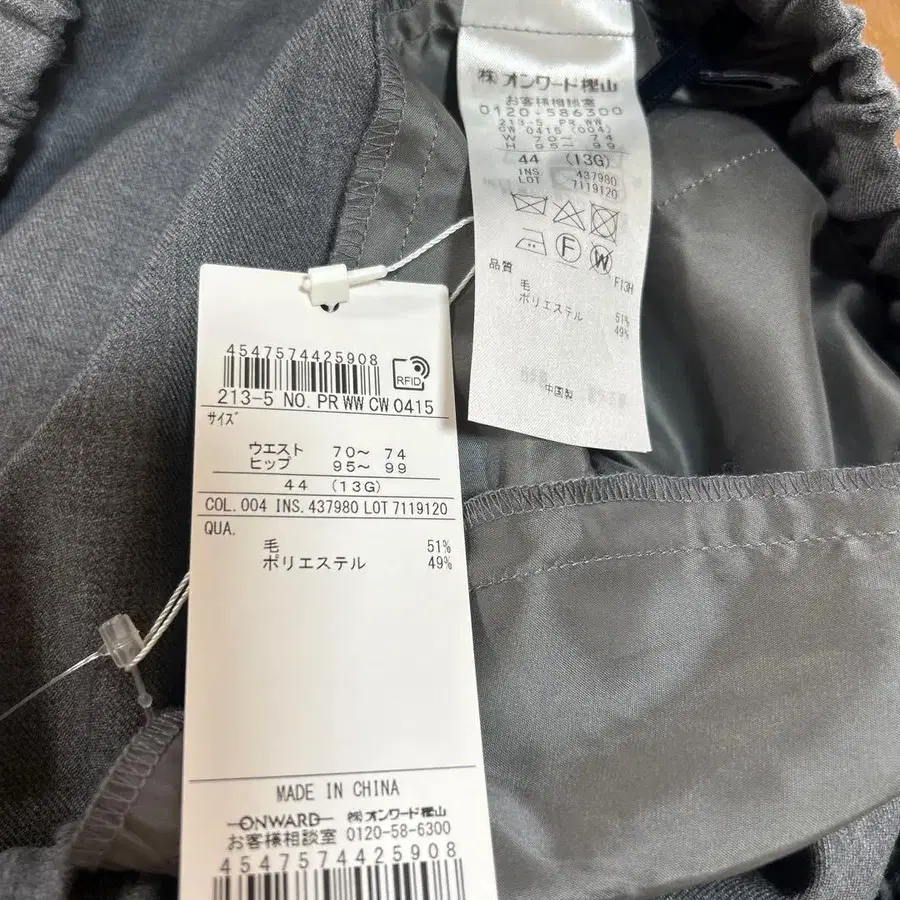 ㈱オンワード樫山
お客様相談室
0120-586300
213-5 PR WW
CW 0415 (004)
W 70～ 74
H 95～ 99
44 (13G)
INS. 437980
LOT 7119120
F
W
品質 F13H
毛 51%
ポリエステル 49%
中国製
4547574425908
RFID
213-5 NO. PR WW CW 0415
サイズ
ウエスト 70～ 74
ヒップ 95～ 99
44 (13G)
COL. 004 INS. 437980 LOT 7119120
QUA.
毛 51%
ポリエステル 49%
MADE IN CHINA
ONWARD ㈱オンワード樫山
お客様相談室 0120-58-6300
4547574425908